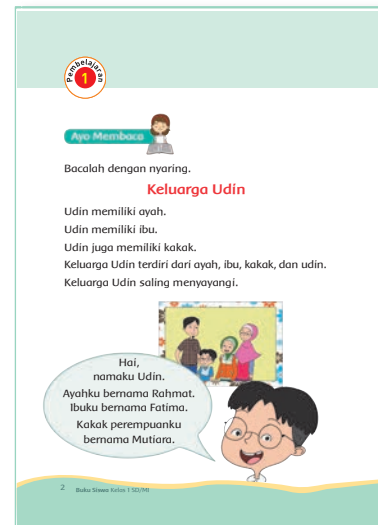 Pembelajaran
1
Ayo Membaca
Bacalah dengan nyaring.
Keluarga Udin
Udin memiliki ayah.
Udin memiliki ibu.
Udin juga memiliki kakak.
Keluarga Udin terdiri dari ayah, ibu, kakak, dan udin.
Keluarga Udin saling menyayangi.
Hai,
namaku Udin.
Ayahku bernama Rahmat.
Ibuku bernama Fatima.
Kakak perempuanku
bernama Mutiara.
2 Buku Siswa Kelas 1 SD/MI